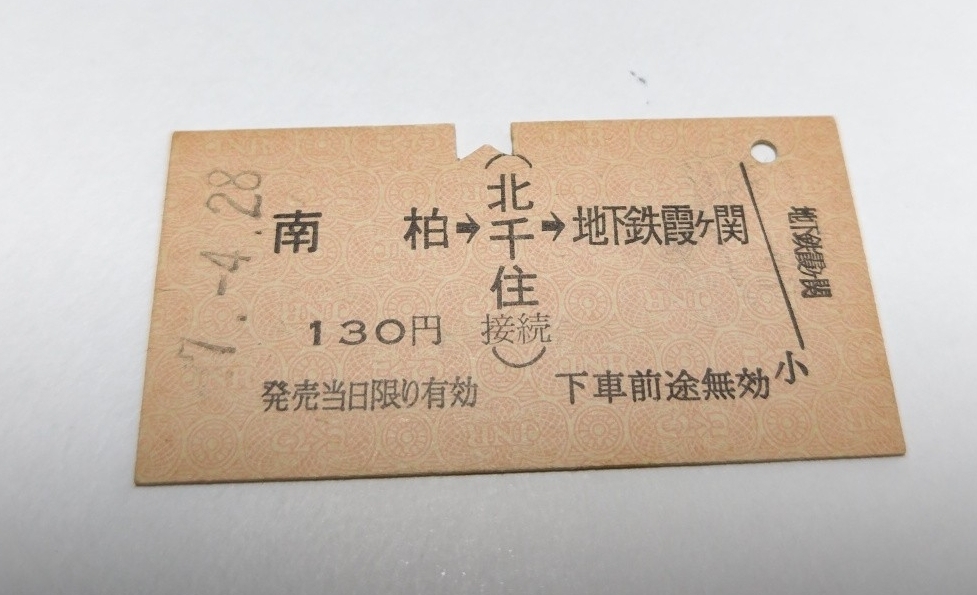 7.-4.28
南柏➡(北千住接続)➡地下鉄霞ヶ関
130円
発売当日限り有効 下車前途無効
小
地下鉄霞ヶ関